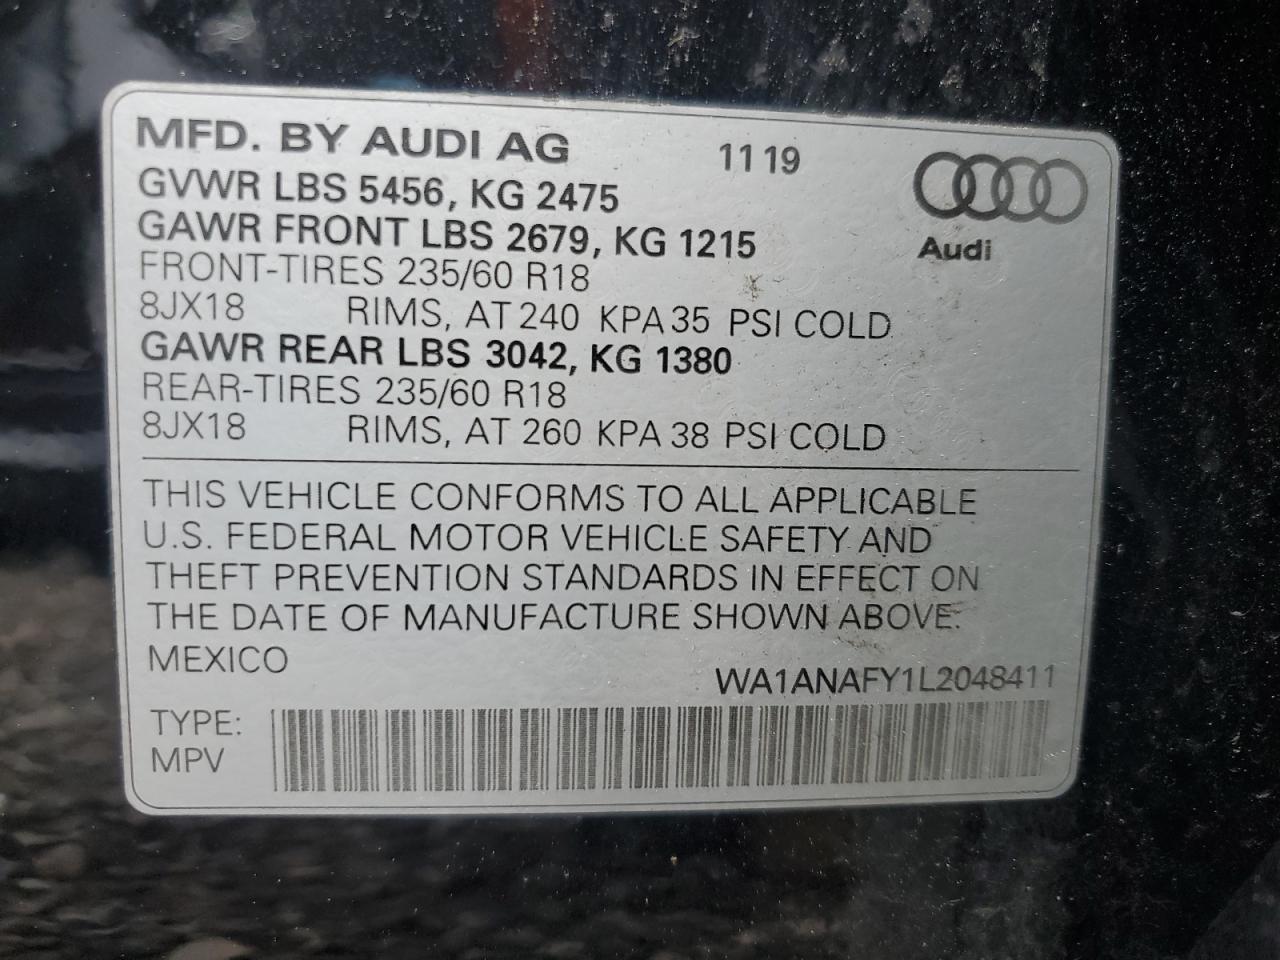 MFD. BY AUDI AG 11 19
GVWR LBS 5456, KG 2475
GAWR FRONT LBS 2679, KG 1215
Audi
FRONT-TIRES 235/60 R18
8JX18 RIMS, AT 240 KPA 35 PSI COLD
GAWR REAR LBS 3042, KG 1380
REAR-TIRES 235/60 R18
8JX18 RIMS, AT 260 KPA 38 PSI COLD
THIS VEHICLE CONFORMS TO ALL APPLICABLE
U.S. FEDERAL MOTOR VEHICLE SAFETY AND
THEFT PREVENTION STANDARDS IN EFFECT ON
THE DATE OF MANUFACTURE SHOWN ABOVE.
MEXICO
WA1ANAFY1L2048411
TYPE:
MPV